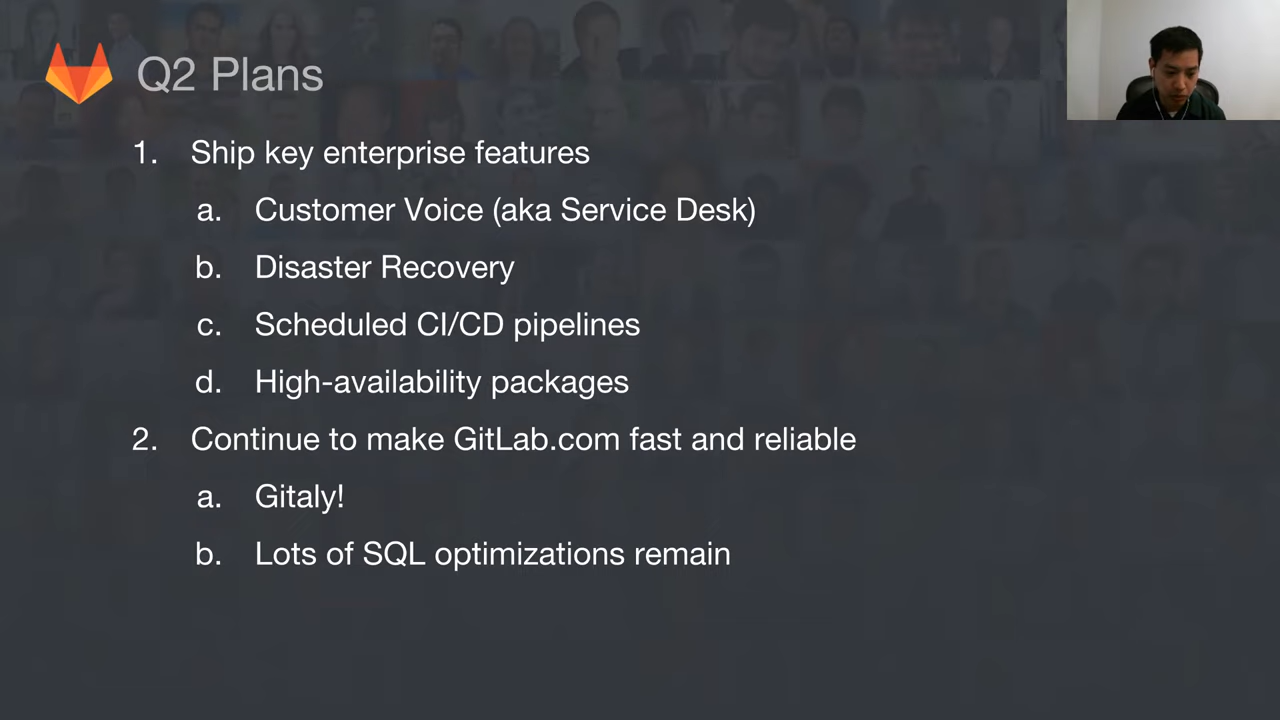 Q2 Plans
1. Ship key enterprise features
a. Customer Voice (aka Service Desk)
b. Disaster Recovery
c. Scheduled CI/CD pipelines
d. High-availability packages
2. Continue to make GitLab.com fast and reliable
a. Gitaly!
b. Lots of SQL optimizations remain